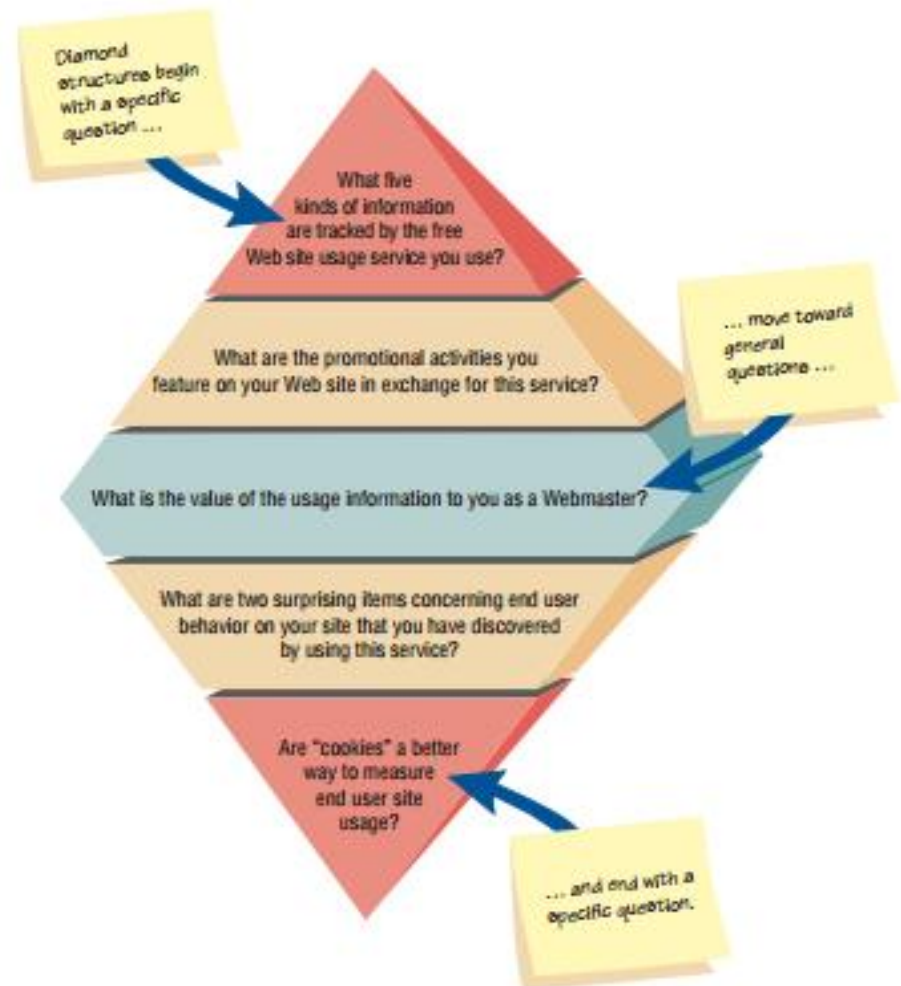 Diamond
structures begin
with a specific
question ...
What five
kinds of information
are tracked by the free
Web site usage service you use?
What are the promotional activities you
feature on your Web site in exchange for this service?
... move toward
general
questions ...
What is the value of the usage information to you as a Webmaster?
What are two surprising items concerning end user
behavior on your site that you have discovered
by using this service?
Are “cookies” a better
way to measure
end user site
usage?
... and end with a
specific question.